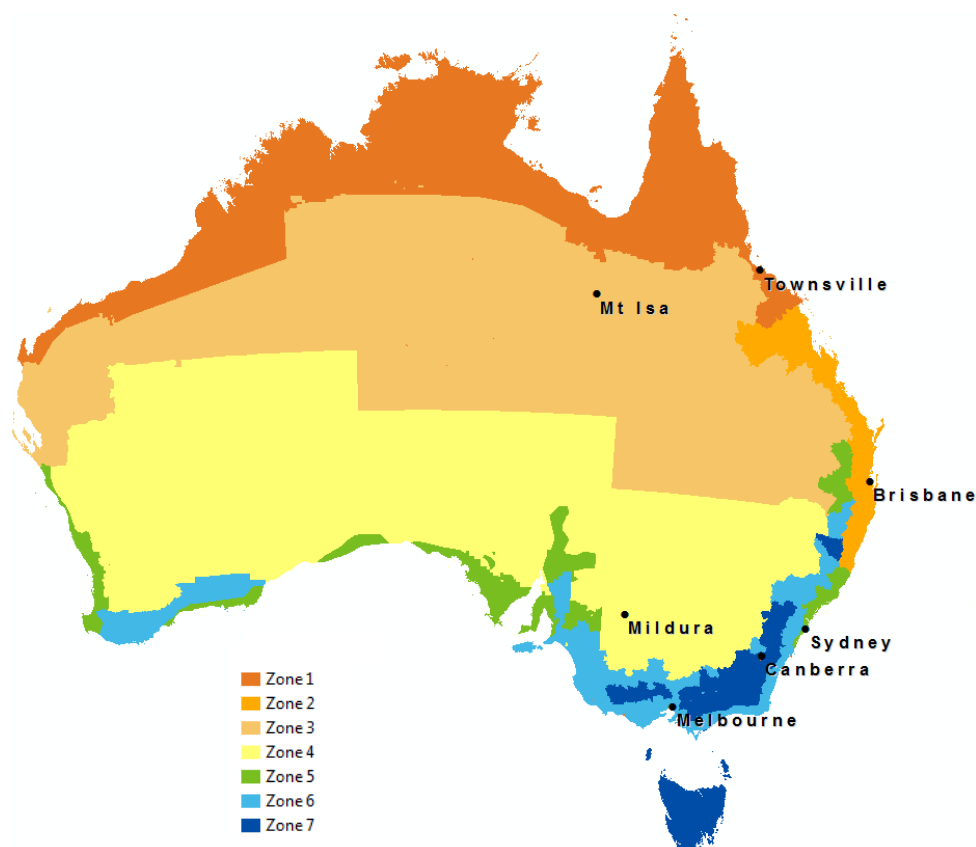 Townsville
Mt Isa
Brisbane
Mildura
Sydney
Canberra
Melbourne
Zone 1
Zone 2
Zone 3
Zone 4
Zone 5
Zone 6
Zone 7